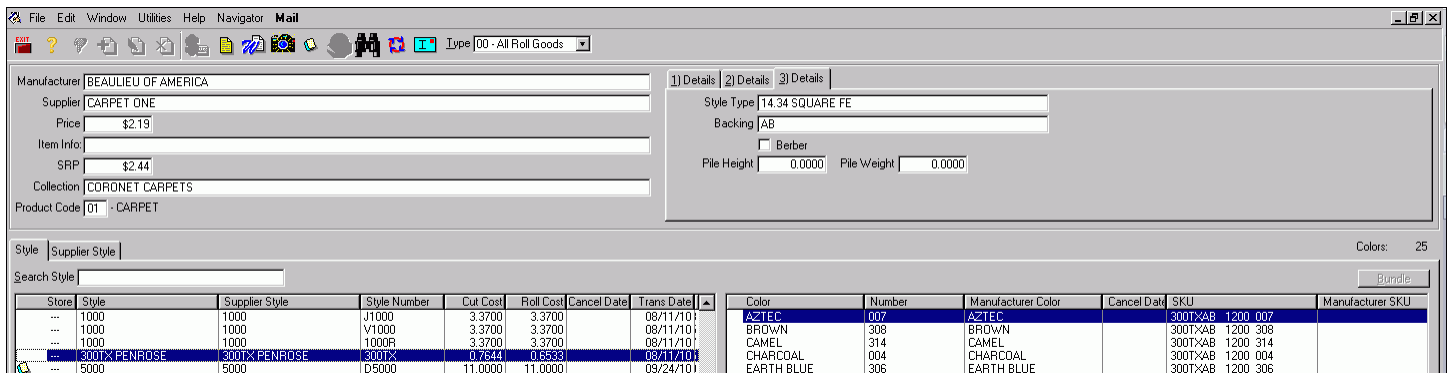 File Edit Window Utilities Help Navigator Mail
EXIT Type 00 - All Roll Goods
Manufacturer BEAULIEU OF AMERICA
Supplier CARPET ONE
Price $2.19
Item Info:
SRP $2.44
Collection CORONET CARPETS
Product Code 01 - CARPET
1) Details 2) Details 3) Details
Style Type 14.34 SQUARE FE
Backing AB
Berber
Pile Height 0.0000 Pile Weight 0.0000
Style Supplier Style Colors: 25
Search Style Bundle
Store Style Supplier Style Style Number Cut Cost Roll Cost Cancel Date Trans Date
--- 1000 1000 J1000 3.3700 3.3700 08/11/10
--- 1000 1000 V1000 3.3700 3.3700 08/11/10
--- 1000 1000 1000R 3.3700 3.3700 08/11/10
--- 300TX PENROSE 300TX PENROSE 300TX 0.7644 0.6533 08/11/10
--- 5000 5000 D5000 11.0000 11.0000 09/24/10
Color Number Manufacturer Color Cancel Date SKU Manufacturer SKU
AZTEC 007 AZTEC 300TXAB 1200 007
BROWN 308 BROWN 300TXAB 1200 308
CAMEL 314 CAMEL 300TXAB 1200 314
CHARCOAL 004 CHARCOAL 300TXAB 1200 004
EARTH BLUE 306 EARTH BLUE 300TXAB 1200 306